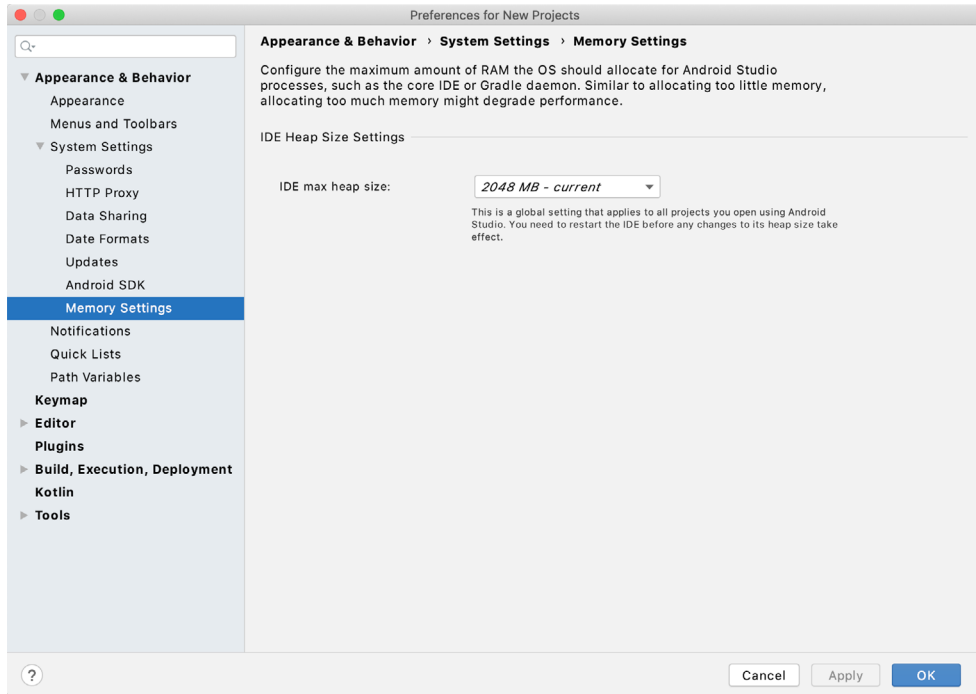 Preferences for New Projects
Appearance & Behavior
Appearance
Menus and Toolbars
System Settings
Passwords
HTTP Proxy
Data Sharing
Date Formats
Updates
Android SDK
Memory Settings
Notifications
Quick Lists
Path Variables
Keymap
Editor
Plugins
Build, Execution, Deployment
Kotlin
Tools
Appearance & Behavior › System Settings › Memory Settings
Configure the maximum amount of RAM the OS should allocate for Android Studio
processes, such as the core IDE or Gradle daemon. Similar to allocating too little memory,
allocating too much memory might degrade performance.
IDE Heap Size Settings
IDE max heap size: 2048 MB - current
This is a global setting that applies to all projects you open using Android
Studio. You need to restart the IDE before any changes to its heap size take
effect.
? Cancel Apply OK